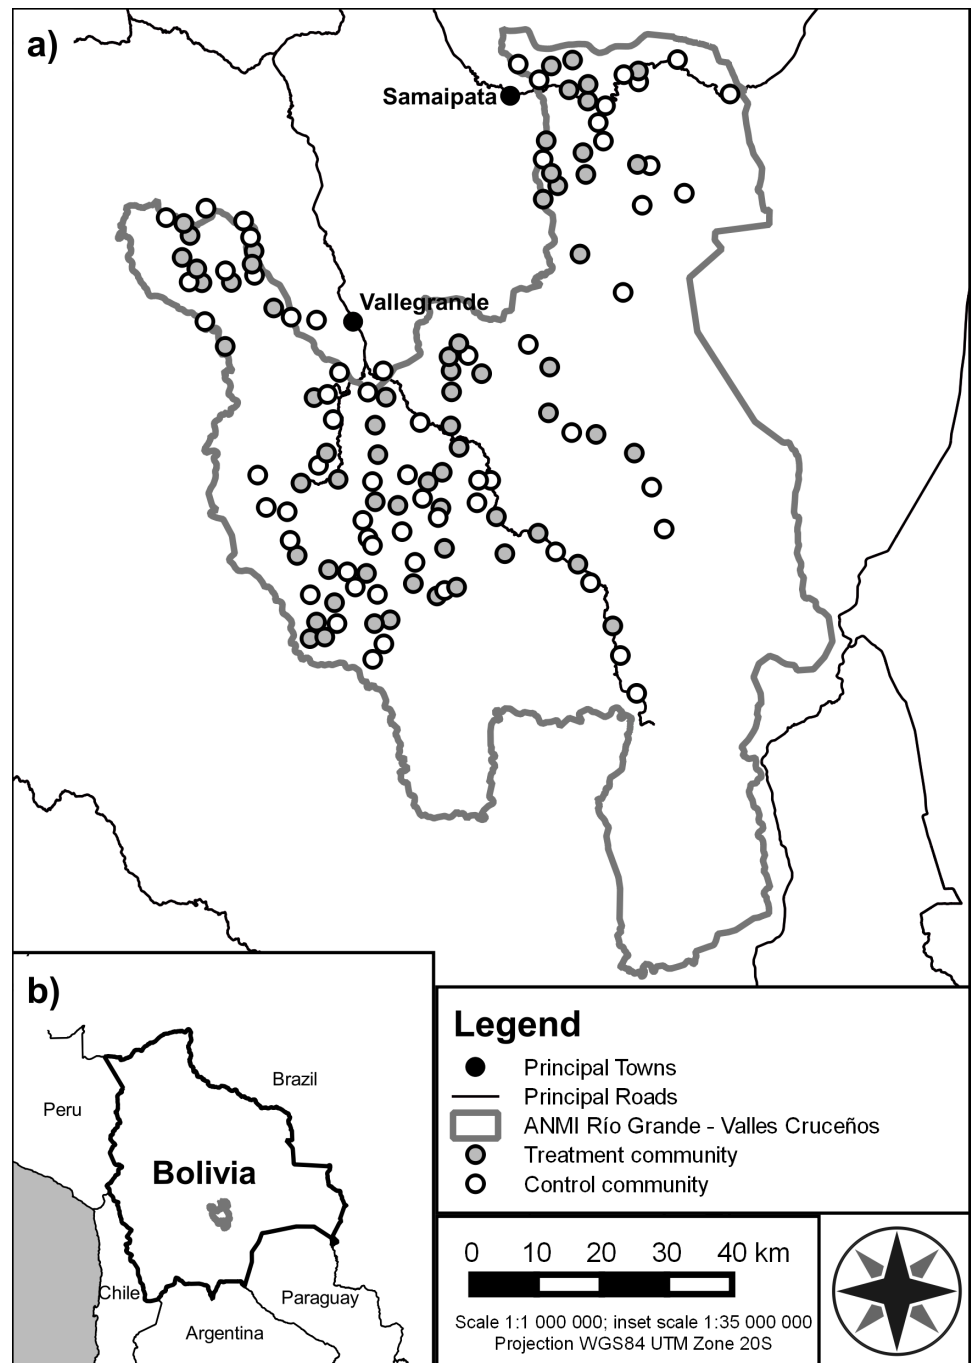 a)
Samaipata
Vallegrande
b)
Brazil
Peru
Bolivia
Chile
Paraguay
Argentina
Legend
Principal Towns
Principal Roads
ANMI Río Grande - Valles Cruceños
Treatment community
Control community
0 10 20 30 40 km
Scale 1:1 000 000; inset scale 1:35 000 000
Projection WGS84 UTM Zone 20S